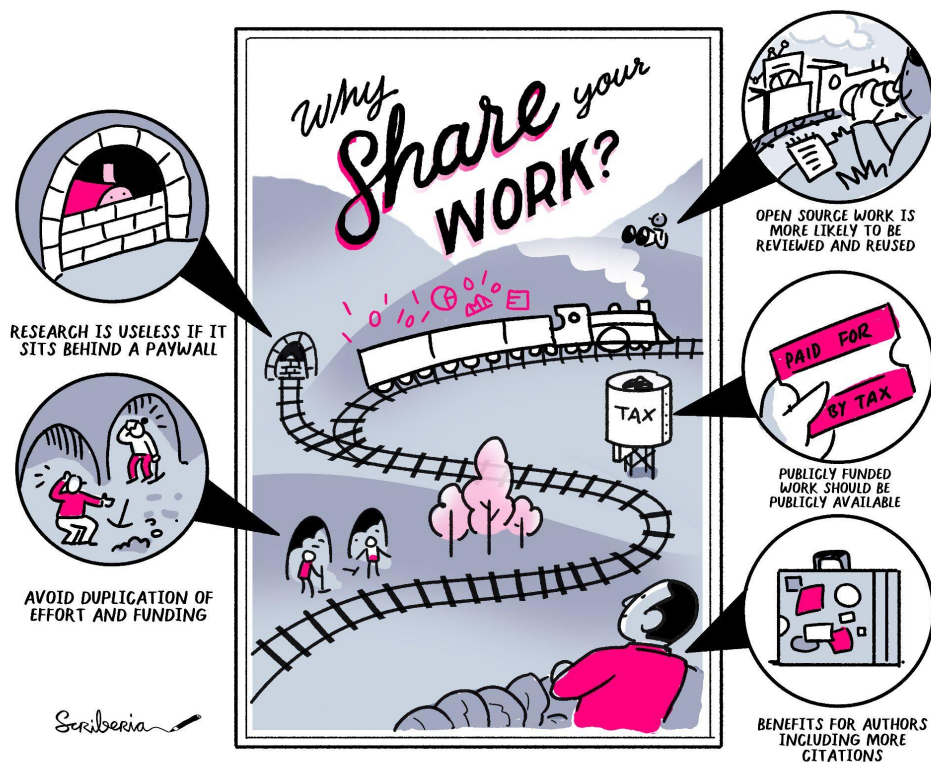 Why
Share your
WORK?
RESEARCH IS USELESS IF IT
SITS BEHIND A PAYWALL
AVOID DUPLICATION OF
EFFORT AND FUNDING
OPEN SOURCE WORK IS
MORE LIKELY TO BE
REVIEWED AND REUSED
TAX
PAID FOR
BY TAX
PUBLICLY FUNDED
WORK SHOULD BE
PUBLICLY AVAILABLE
BENEFITS FOR AUTHORS
INCLUDING MORE
CITATIONS
Scriberia